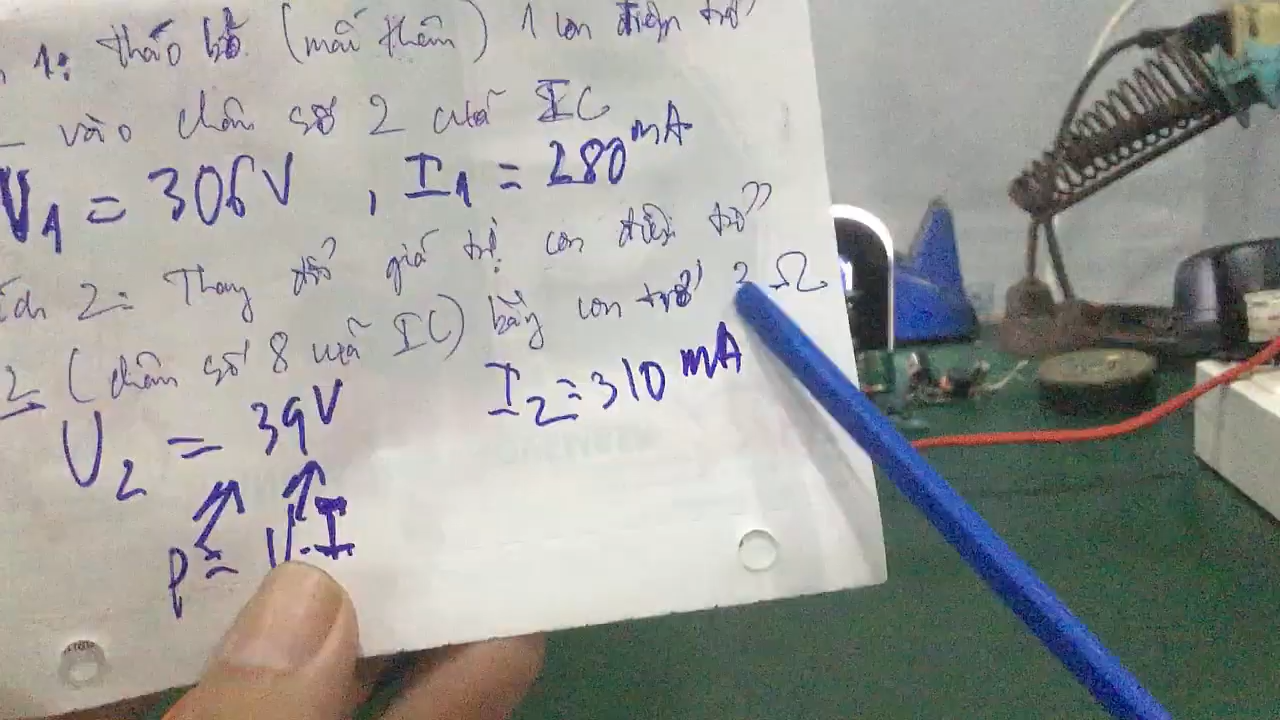 1: tháo bỏ (mắc thêm) 1 con điện trở
vào chân số 2 của IC
V1 = 306V , I1 = 280mA
2: Thay đổi giá trị con điện trở
2 (chân số 8 của IC) bằng con trở 2 Ω
U2 = 39V I2 = 310 mA
P = U.I